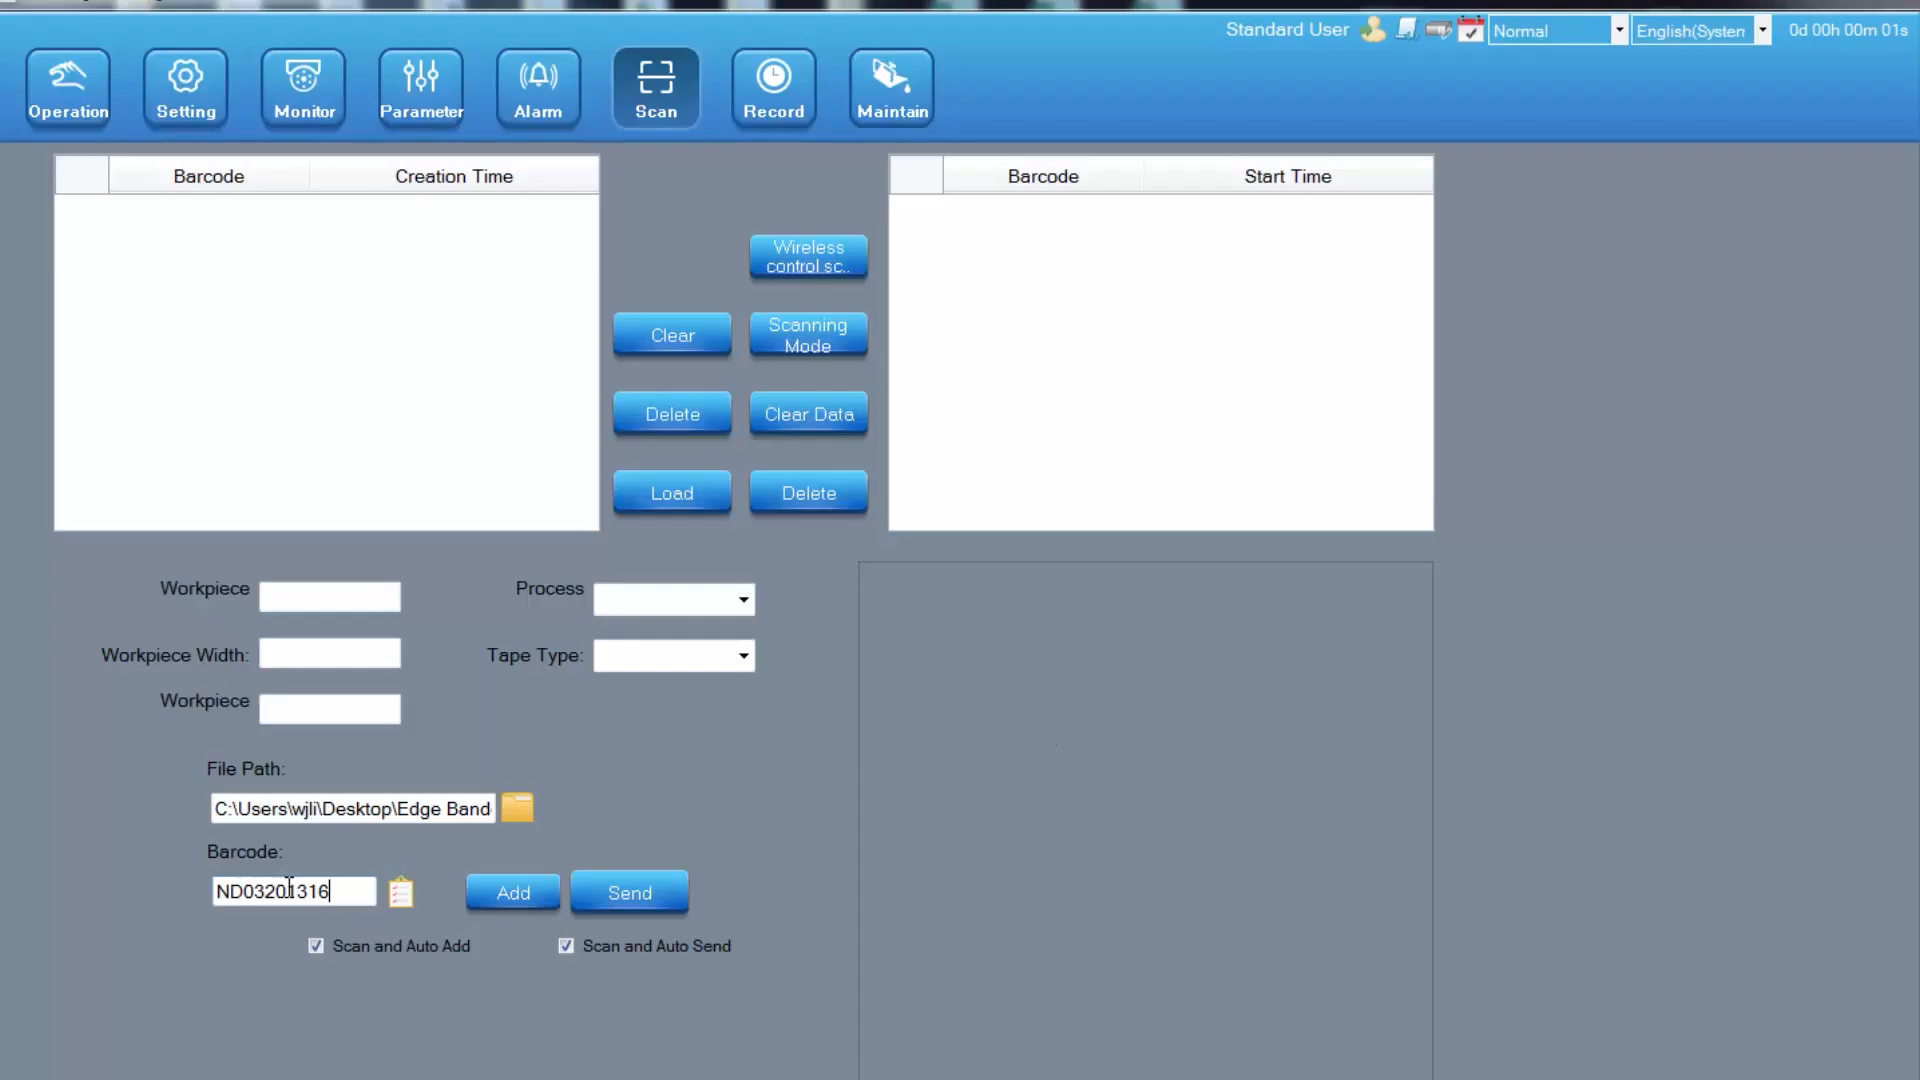 Standard User
Normal
English(System
0d 00h 00m 01s
Operation
Setting
Monitor
Parameter
Alarm
Scan
Record
Maintain
Barcode Creation Time
Barcode Start Time
Wireless
control sc..
Clear
Scanning
Mode
Delete
Clear Data
Load
Delete
Workpiece
Process
Workpiece Width:
Tape Type:
Workpiece
File Path:
C:\Users\wjli\Desktop\Edge Band
Barcode:
ND03201316
Add
Send
Scan and Auto Add
Scan and Auto Send